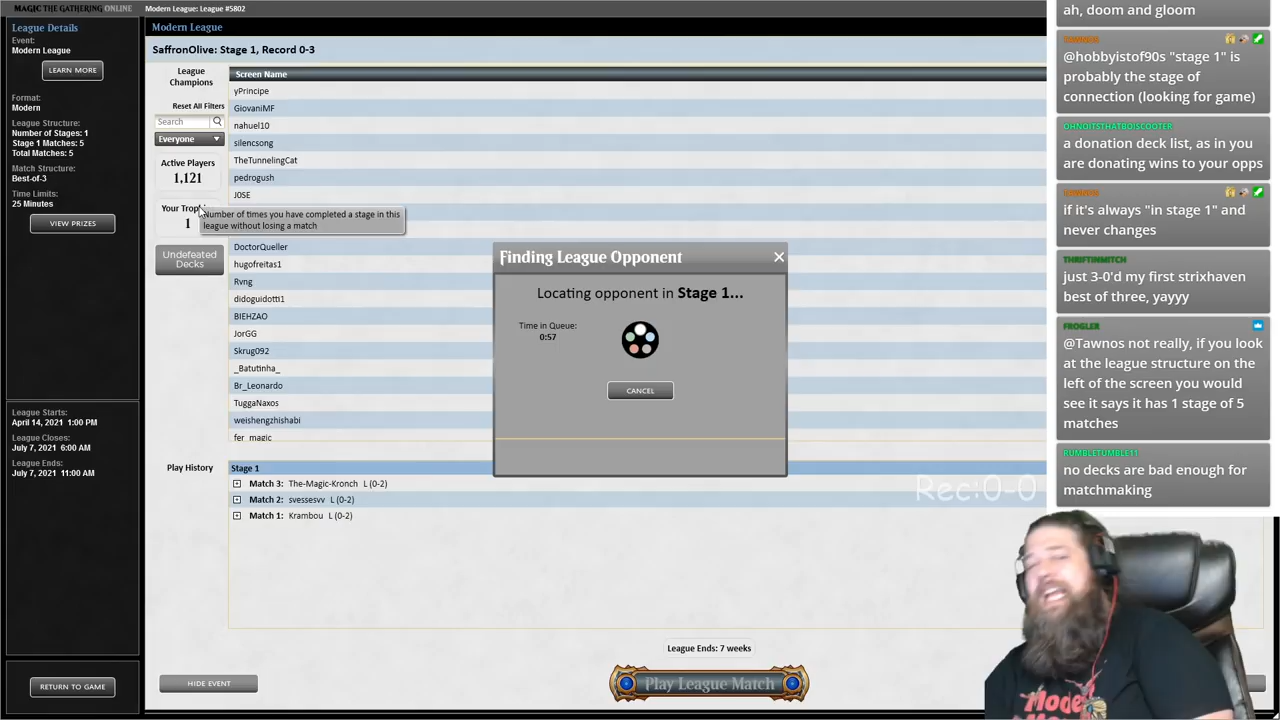 MAGIC THE GATHERING ONLINE
Modern League: League #5802
League Details
Event:
Modern League
LEARN MORE
Format:
Modern
League Structure:
Number of Stages: 1
Stage 1 Matches: 5
Total Matches: 5
Match Structure:
Best-of-3
Time Limits:
25 Minutes
VIEW PRIZES
League Starts:
April 14, 2021 1:00 PM
League Closes:
July 7, 2021 6:00 AM
League Ends:
July 7, 2021 11:00 AM
RETURN TO GAME
Modern League
SaffronOlive: Stage 1, Record 0-3
League
Champions
Reset All Filters
Search
Everyone
Active Players
1,121
Your Troph
1
Number of times you have completed a stage in this
league without losing a match
Undefeated
Decks
Screen Name
yPrincipe
GiovaniMF
nahuel10
silencsong
TheTunnelingCat
pedrogush
J0SE
DoctorQueller
hugofreitas1
Rvng
didoguidotti1
BIEHZAO
JorGG
Skrug092
_Batutinha_
Br_Leonardo
TuggaNaxos
weishengzhishabi
fer_magic
Finding League Opponent
Locating opponent in Stage 1...
Time in Queue:
0:57
CANCEL
Play History
Stage 1
Match 3: The-Magic-Kronch L (0-2)
Match 2: svessesvv L (0-2)
Match 1: Krambou L (0-2)
Rec:0-0
League Ends: 7 weeks
HIDE EVENT
Play League Match
ah, doom and gloom
TAWNOS
@hobbyistof90s "stage 1" is
probably the stage of
connection (looking for game)
OHNOITSTHATBOISCOOTER
a donation deck list, as in you
are donating wins to your opps
TAWNOS
if it's always "in stage 1" and
never changes
THRIFTINMITCH
just 3-0'd my first strixhaven
best of three, yayyy
FROGLER
@Tawnos not really, if you look
at the league structure on the
left of the screen you would
see it says it has 1 stage of 5
matches
RUMBLETUMBLE11
no decks are bad enough for
matchmaking